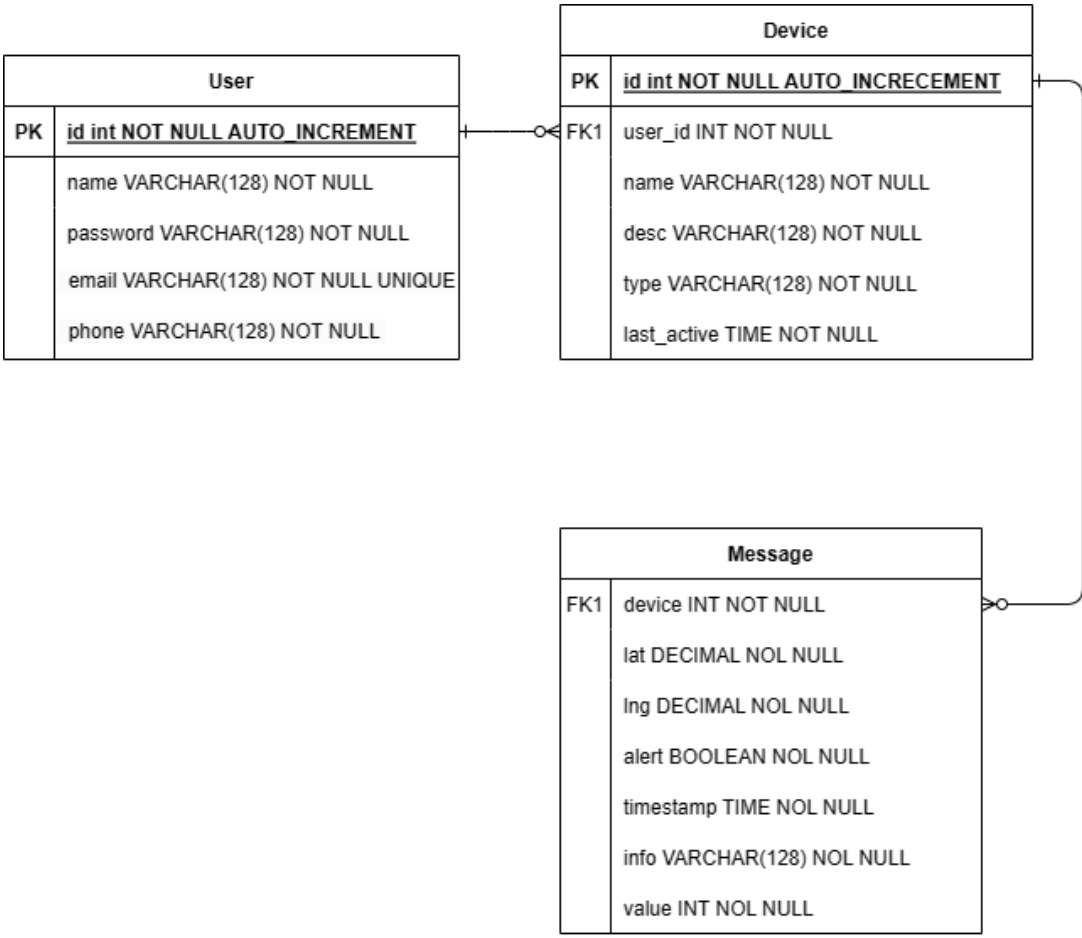 User
PK id int NOT NULL AUTO_INCREMENT
name VARCHAR(128) NOT NULL
password VARCHAR(128) NOT NULL
email VARCHAR(128) NOT NULL UNIQUE
phone VARCHAR(128) NOT NULL
Device
PK id int NOT NULL AUTO_INCRECEMENT
FK1 user_id INT NOT NULL
name VARCHAR(128) NOT NULL
desc VARCHAR(128) NOT NULL
type VARCHAR(128) NOT NULL
last_active TIME NOT NULL
Message
FK1 device INT NOT NULL
lat DECIMAL NOL NULL
lng DECIMAL NOL NULL
alert BOOLEAN NOL NULL
timestamp TIME NOL NULL
info VARCHAR(128) NOL NULL
value INT NOL NULL